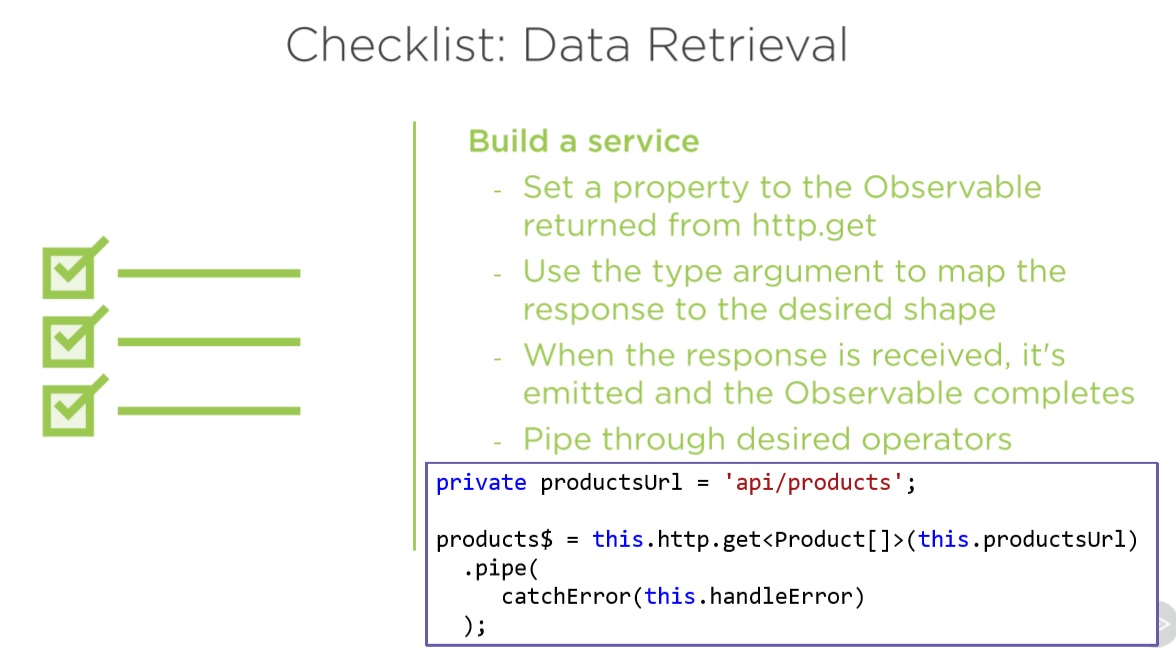 Checklist: Data Retrieval
Build a service
- Set a property to the Observable
returned from http.get
- Use the type argument to map the
response to the desired shape
- When the response is received, it's
emitted and the Observable completes
- Pipe through desired operators
private productsUrl = 'api/products';
products$ = this.http.get<Product[]>(this.productsUrl)
.pipe(
catchError(this.handleError)
);